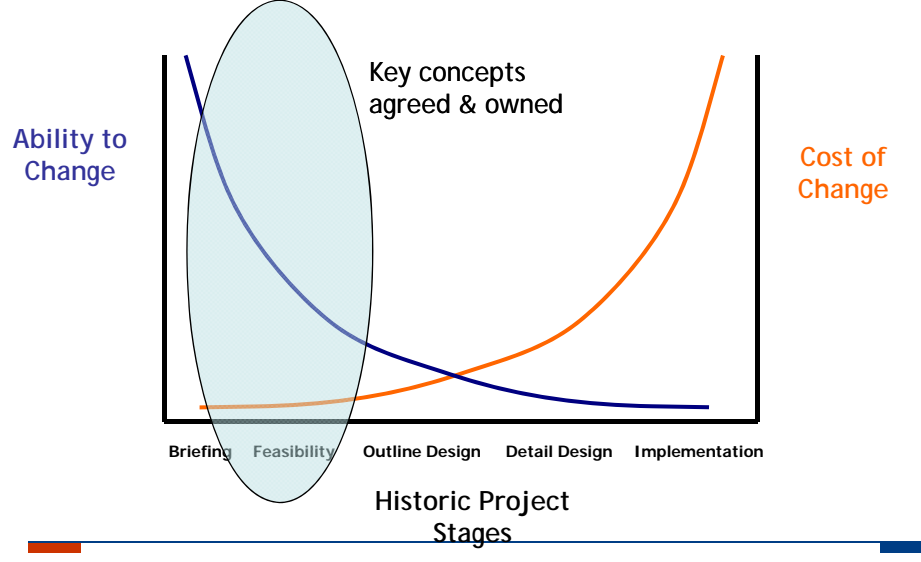 Key concepts
agreed & owned
Ability to
Change
Cost of
Change
Briefing Feasibility Outline Design Detail Design Implementation
Historic Project
Stages